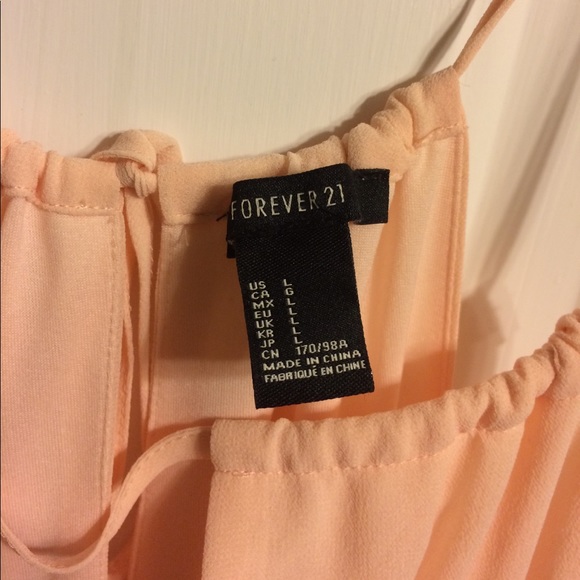 FOREVER 21
US L
CA G
MX L
EU L
UK L
KR L
JP L
CN 170/98A
MADE IN CHINA
FABRIQUÉ EN CHINE